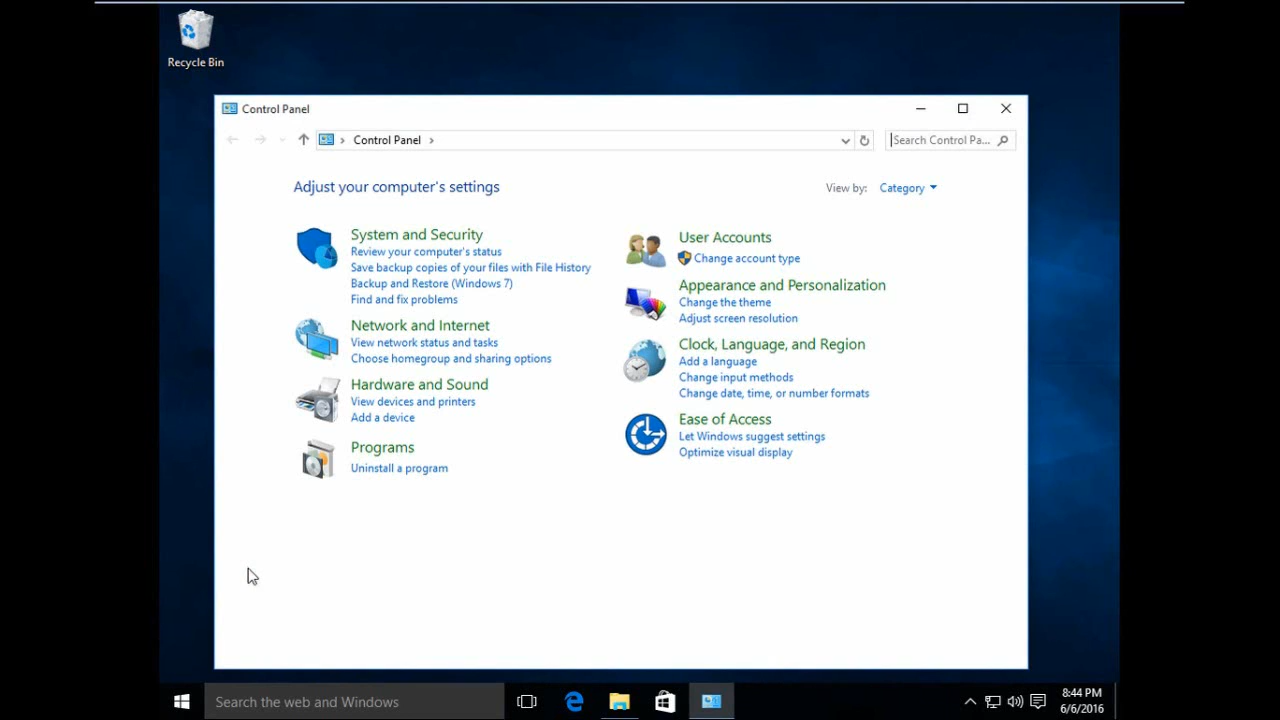 Recycle Bin
Control Panel
Control Panel
Search Control Pa...
Adjust your computer's settings
View by: Category
System and Security
Review your computer's status
Save backup copies of your files with File History
Backup and Restore (Windows 7)
Find and fix problems
Network and Internet
View network status and tasks
Choose homegroup and sharing options
Hardware and Sound
View devices and printers
Add a device
Programs
Uninstall a program
User Accounts
Change account type
Appearance and Personalization
Change the theme
Adjust screen resolution
Clock, Language, and Region
Add a language
Change input methods
Change date, time, or number formats
Ease of Access
Let Windows suggest settings
Optimize visual display
Search the web and Windows
8:44 PM
6/6/2016